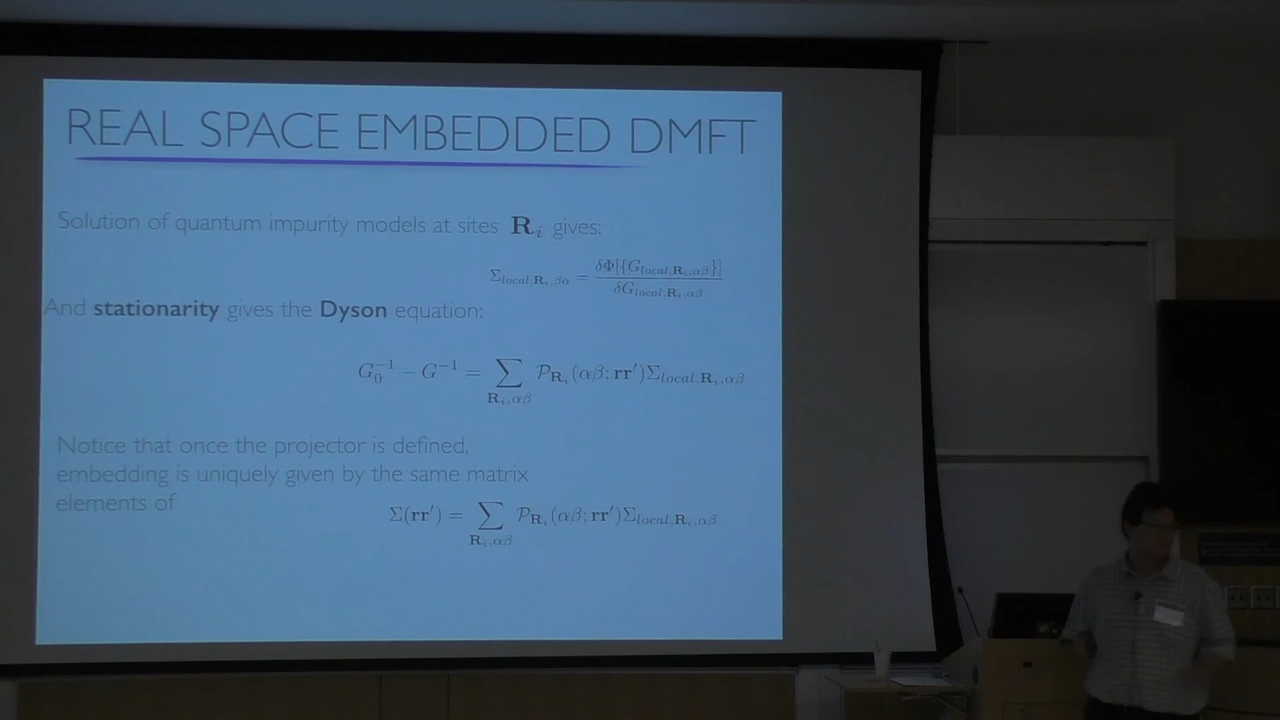 REAL SPACE EMBEDDED DMFT
Solution of quantum impurity models at sites R_i gives:
Σ_{local,R_i,βα} = δΦ[{G_{local,R_i,αβ}}] / δG_{local,R_i,αβ}
And stationarity gives the Dyson equation:
G_0^{-1} − G^{-1} = ∑_{R_i,αβ} P_{R_i}(αβ; rr′)Σ_{local,R_i,αβ}
Notice that once the projector is defined,
embedding is uniquely given by the same matrix
elements of
Σ(rr′) = ∑_{R_i,αβ} P_{R_i}(αβ; rr′)Σ_{local,R_i,αβ}